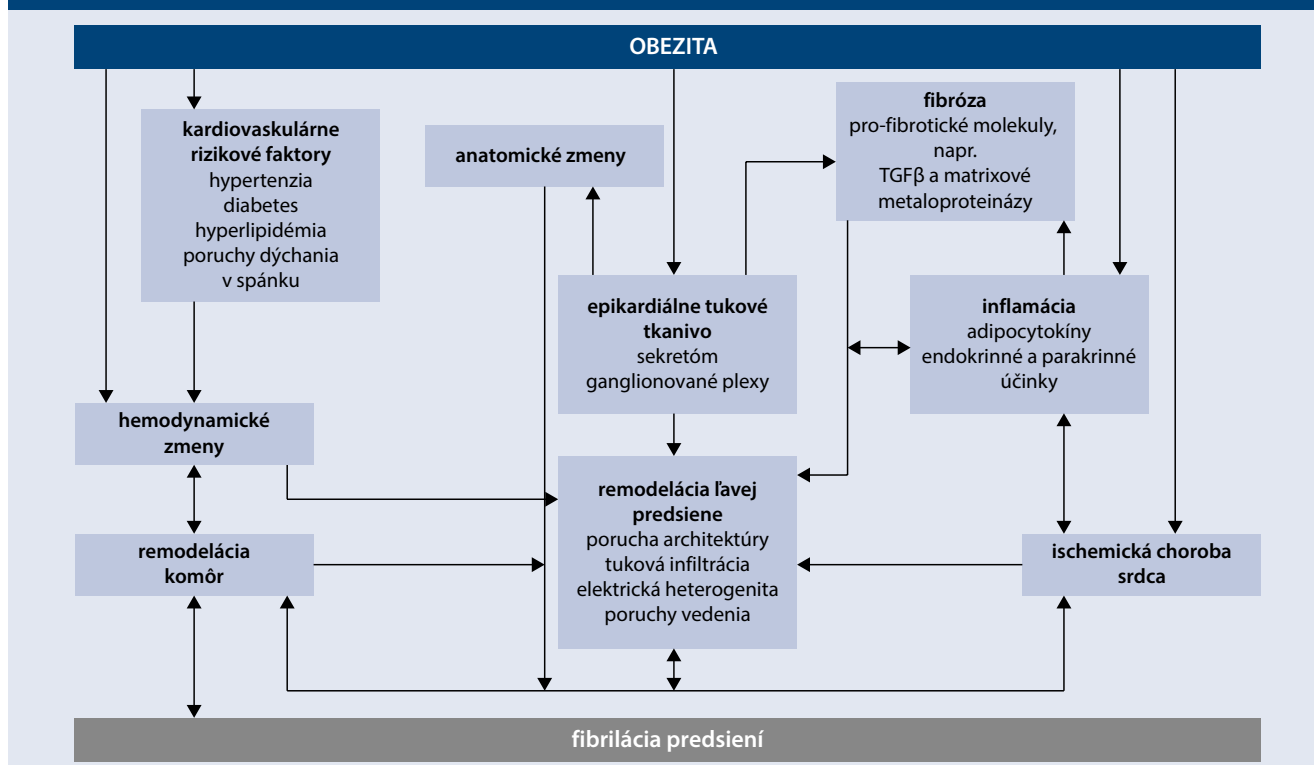 OBEZITA
kardiovaskulárne
rizikové faktory
hypertenzia
diabetes
hyperlipidémia
poruchy dýchania
v spánku
anatomické zmeny
fibróza
pro-fibrotické molekuly,
napr.
TGFβ a matrixové
metaloproteinázy
epikardiálne tukové
tkanivo
sekretóm
ganglionované plexy
inflamácia
adipocytokíny
endokrinné a parakrinné
účinky
hemodynamické
zmeny
remodelácia ľavej
predsiene
porucha architektúry
tuková infiltrácia
elektrická heterogenita
poruchy vedenia
remodelácia
komôr
ischemická choroba
srdca
fibrilácia predsiení